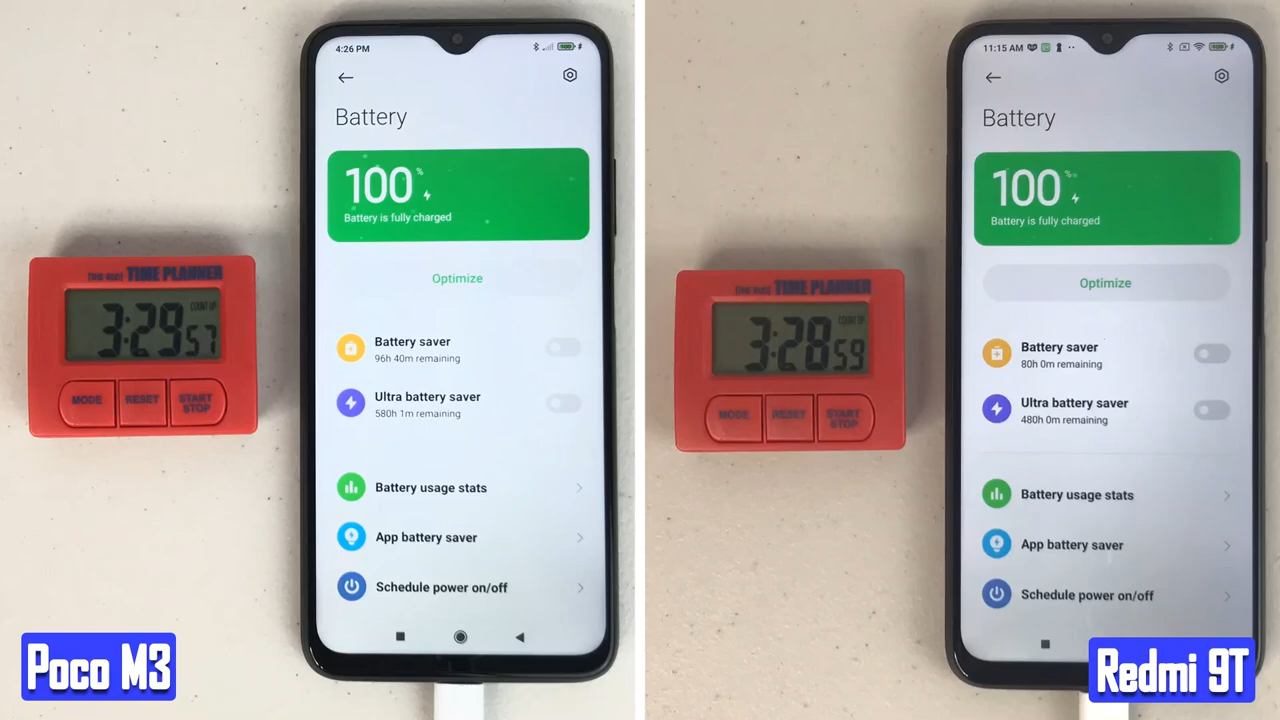 4:26 PM
Battery
100 %
Battery is fully charged
Optimize
Battery saver
96h 40m remaining
Ultra battery saver
580h 1m remaining
Battery usage stats
App battery saver
Schedule power on/off
TIME PLANNER
COUNT UP
3:29 57
MODE
RESET
START
STOP
Poco M3
11:15 AM
Battery
100 %
Battery is fully charged
Optimize
Battery saver
80h 0m remaining
Ultra battery saver
480h 0m remaining
Battery usage stats
App battery saver
Schedule power on/off
TIME PLANNER
COUNT UP
3:28 59
MODE
RESET
START
STOP
Redmi 9T